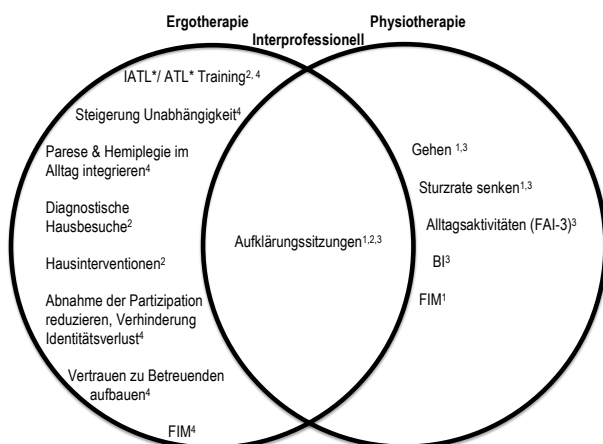 Ergotherapie
Physiotherapie
Interprofessionell
IATL*/ ATL* Training2, 4
Steigerung Unabhängigkeit4
Parese & Hemiplegie im
Alltag integrieren4
Diagnostische
Hausbesuche2
Hausinterventionen2
Abnahme der Partizipation
reduzieren, Verhinderung
Identitätsverlust4
Vertrauen zu Betreuenden
aufbauen4
FIM4
Aufklärungssitzungen1,2,3
Gehen 1,3
Sturzrate senken1,3
Alltagsaktivitäten (FAI-3)3
BI3
FIM1